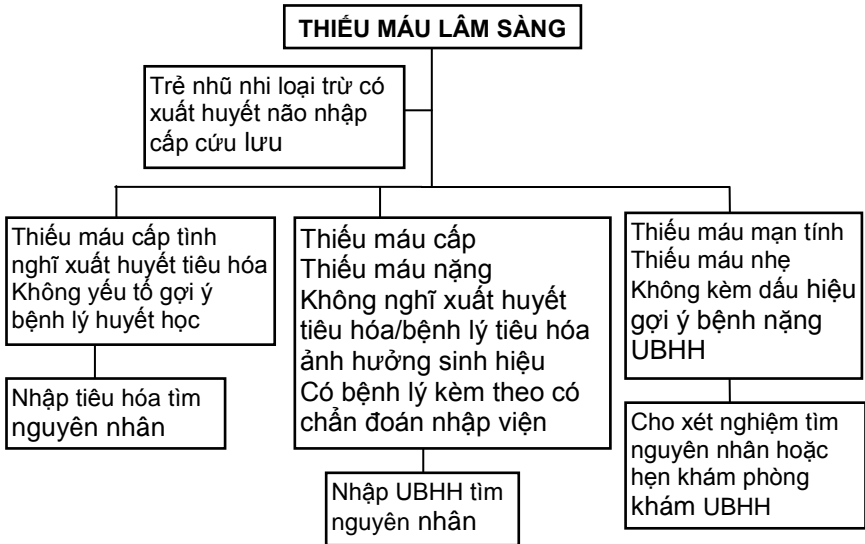 THIẾU MÁU LÂM SÀNG
Trẻ nhũ nhi loại trừ có
xuất huyết não nhập
cấp cứu lưu
Thiếu máu cấp tình
nghĩ xuất huyết tiêu hóa
Không yếu tố gợi ý
bệnh lý huyết học
Nhập tiêu hóa tìm
nguyên nhân
Thiếu máu cấp
Thiếu máu nặng
Không nghĩ xuất huyết
tiêu hóa/bệnh lý tiêu hóa
ảnh hưởng sinh hiệu
Có bệnh lý kèm theo có
chẩn đoán nhập viện
Nhập UBHH tìm
nguyên nhân
Thiếu máu mạn tính
Thiếu máu nhẹ
Không kèm dấu hiệu
gợi ý bệnh nặng
UBHH
Cho xét nghiệm tìm
nguyên nhân hoặc
hẹn khám phòng
khám UBHH